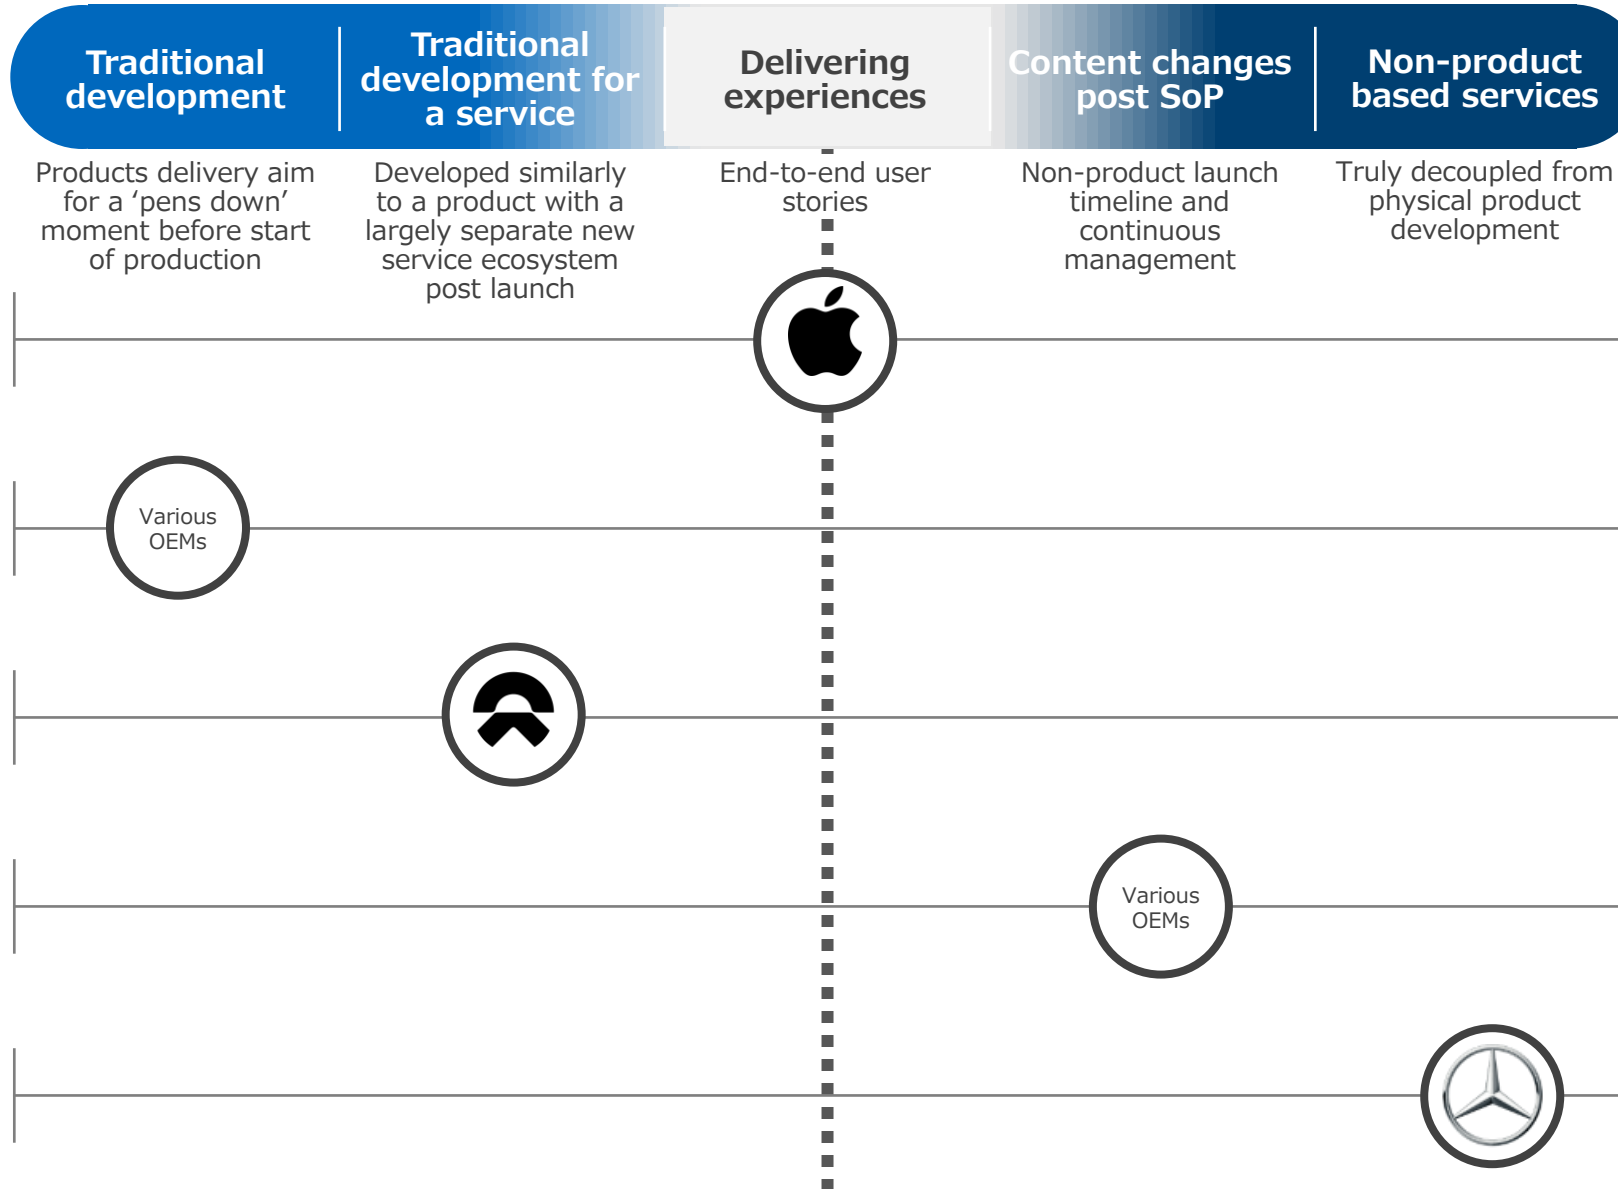 Traditional
development
Traditional
development for
a service
Delivering
experiences
Content changes
post SoP
Non-product
based services
Products delivery aim
for a ‘pens down’
moment before start
of production
Developed similarly
to a product with a
largely separate new
service ecosystem
post launch
End-to-end user
stories
Non-product launch
timeline and
continuous
management
Truly decoupled from
physical product
development
Various
OEMs
Various
OEMs